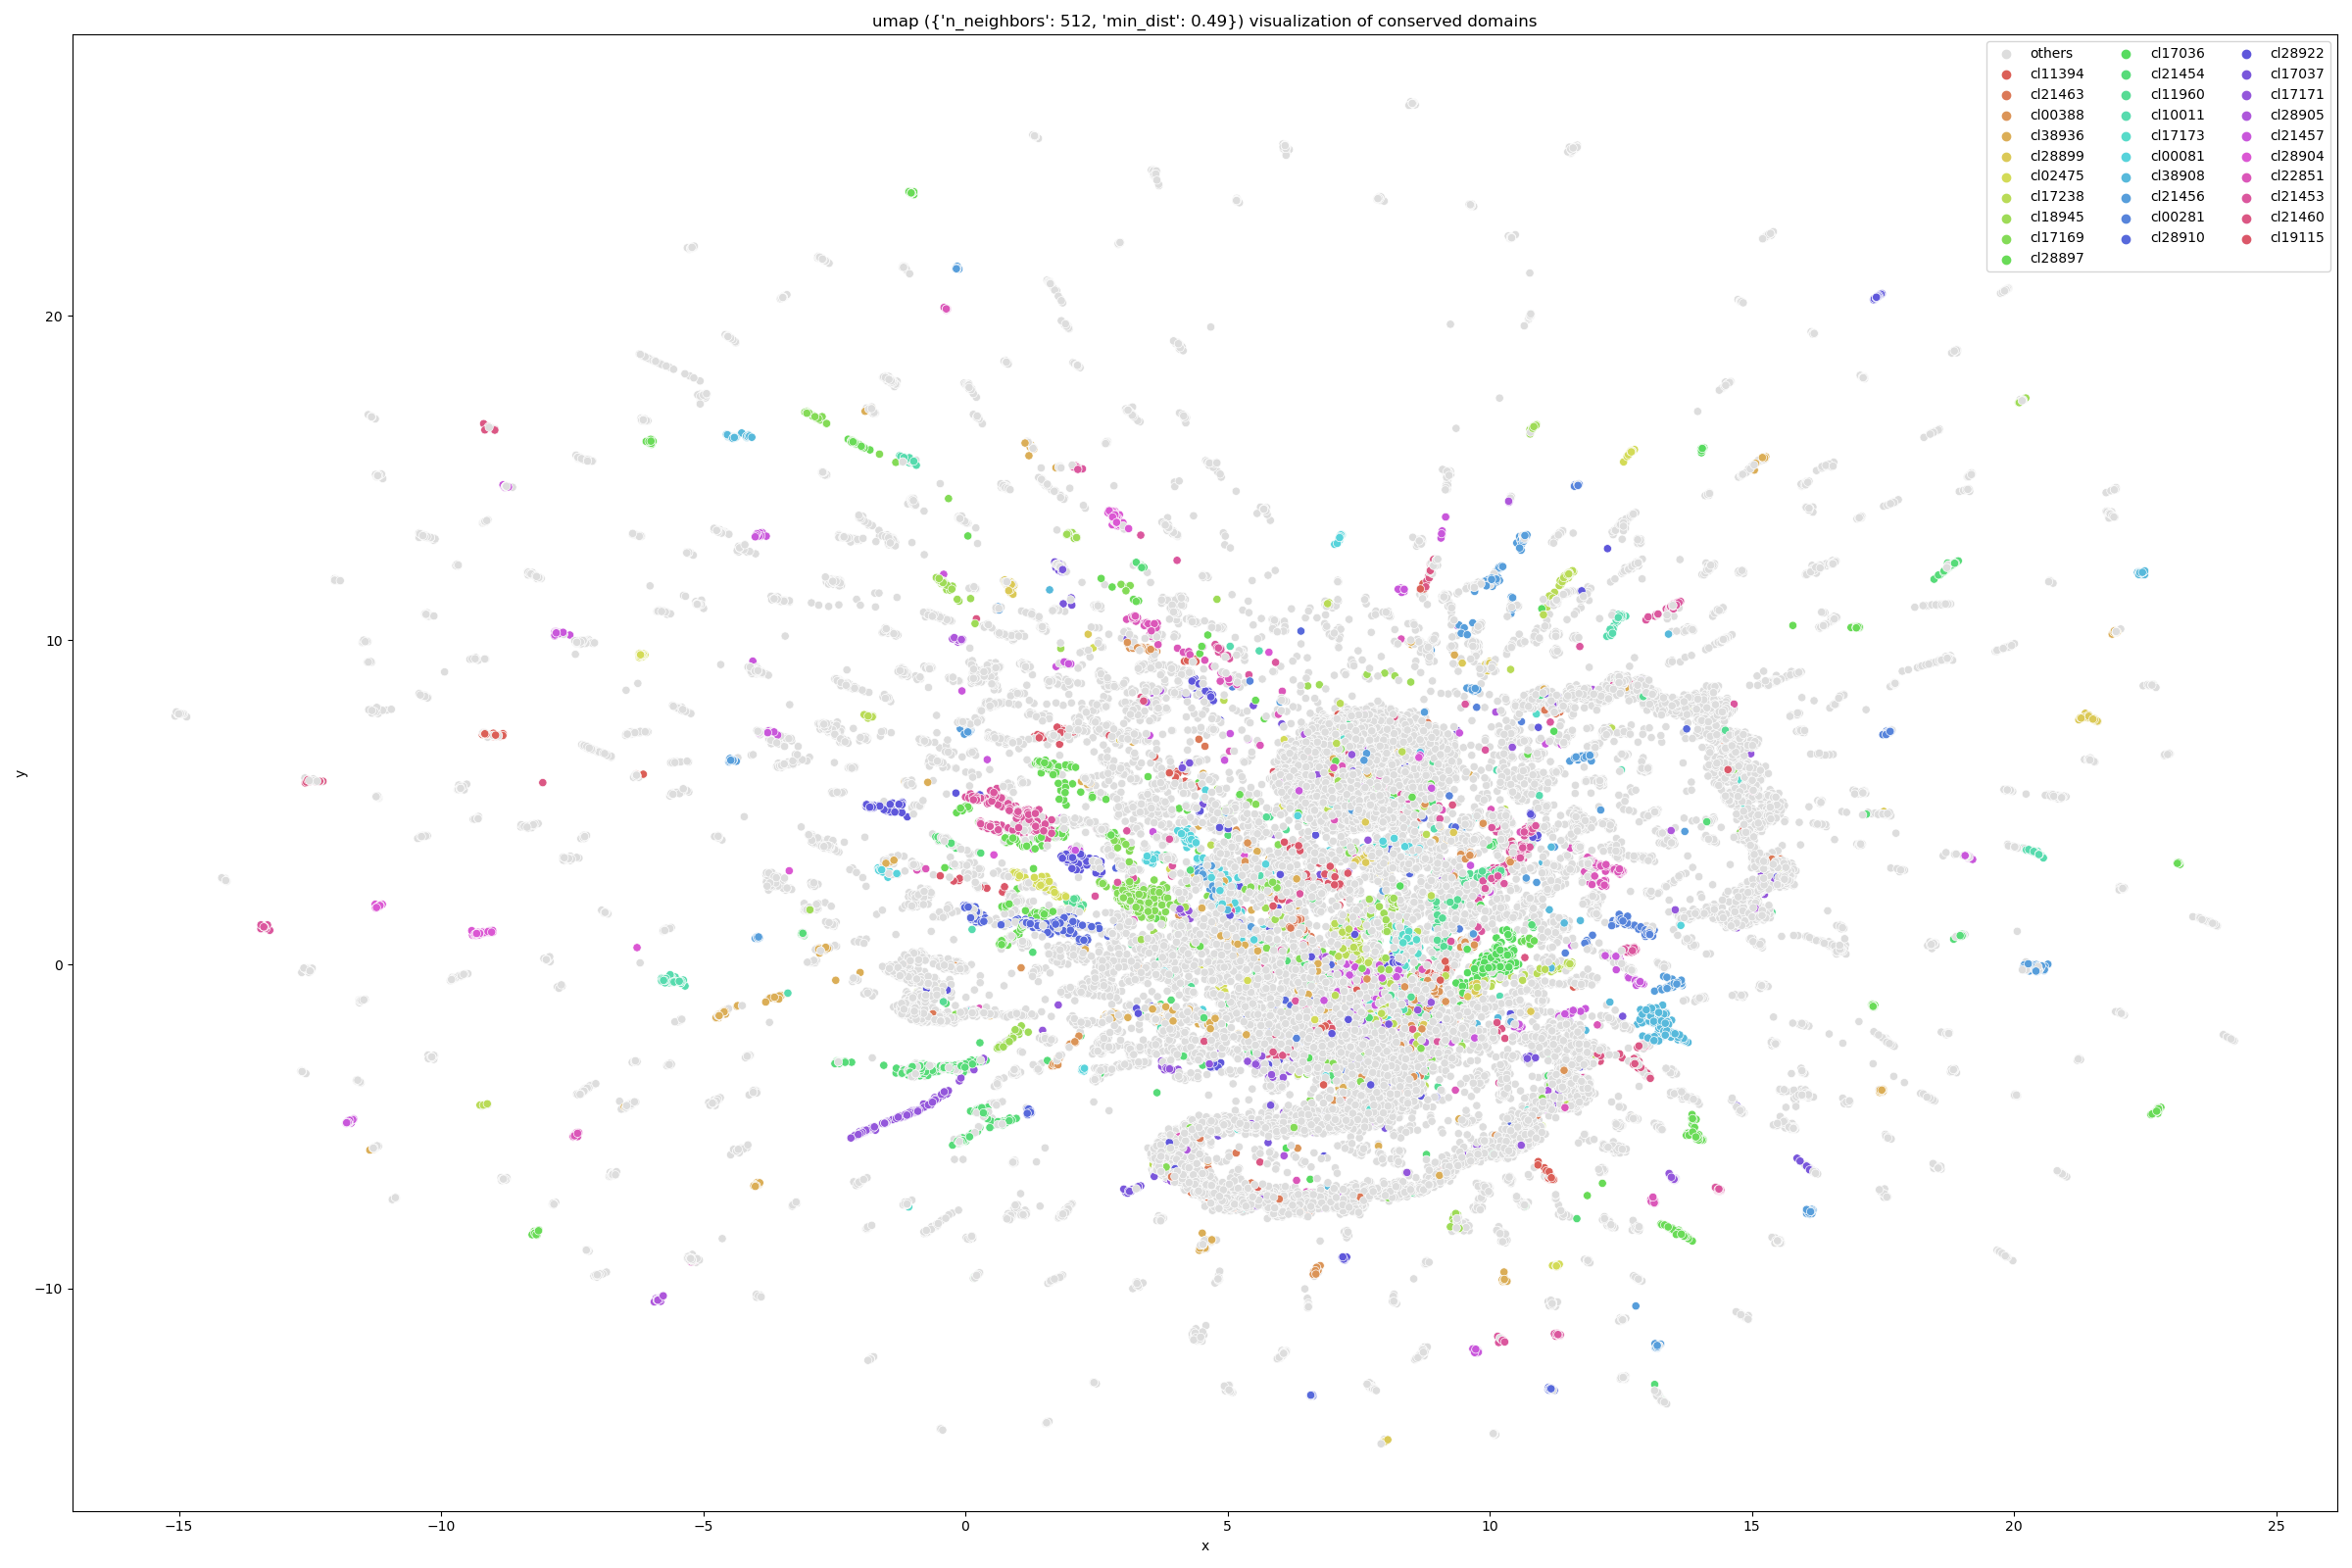 umap ({'n_neighbors': 512, 'min_dist': 0.49}) visualization of conserved domains
others
cl11394
cl21463
cl00388
cl38936
cl28899
cl02475
cl17238
cl18945
cl17169
cl28897
cl17036
cl21454
cl11960
cl10011
cl17173
cl00081
cl38908
cl21456
cl00281
cl28910
cl28922
cl17037
cl17171
cl28905
cl21457
cl28904
cl22851
cl21453
cl21460
cl19115
y
20
10
0
−10
−15
−10
−5
0
5
10
15
20
25
x